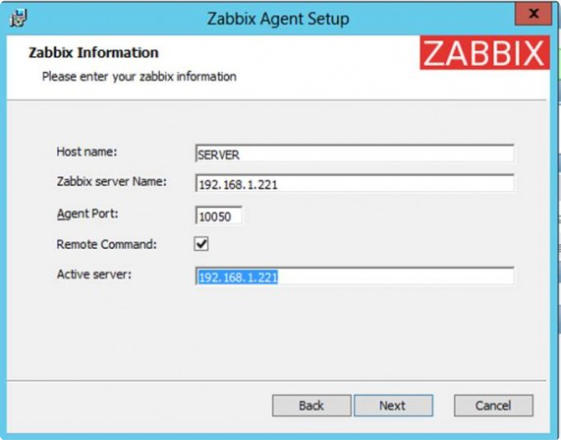 Zabbix Agent Setup
x
Zabbix Information
Please enter your zabbix information
ZABBIX
Host name: SERVER
Zabbix server Name: 192.168.1.221
Agent Port: 10050
Remote Command:
Active server: 192.168.1.221
Back Next Cancel